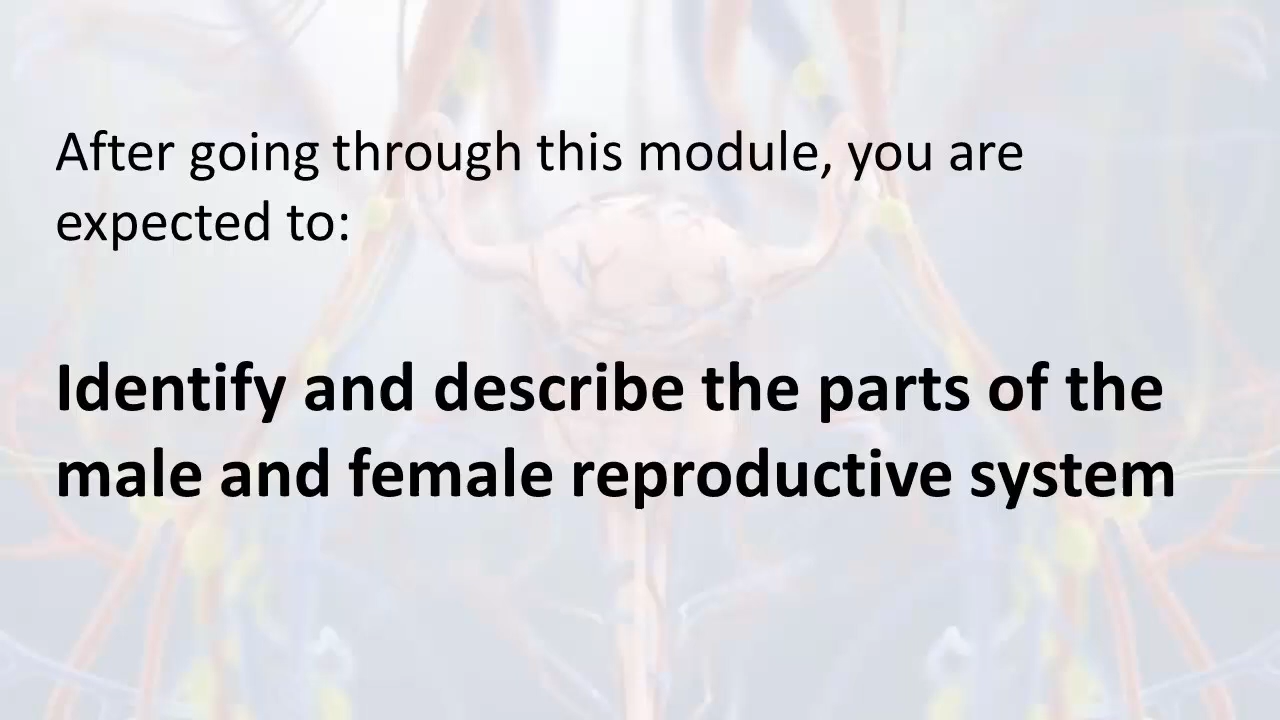 After going through this module, you are
expected to:
Identify and describe the parts of the
male and female reproductive system